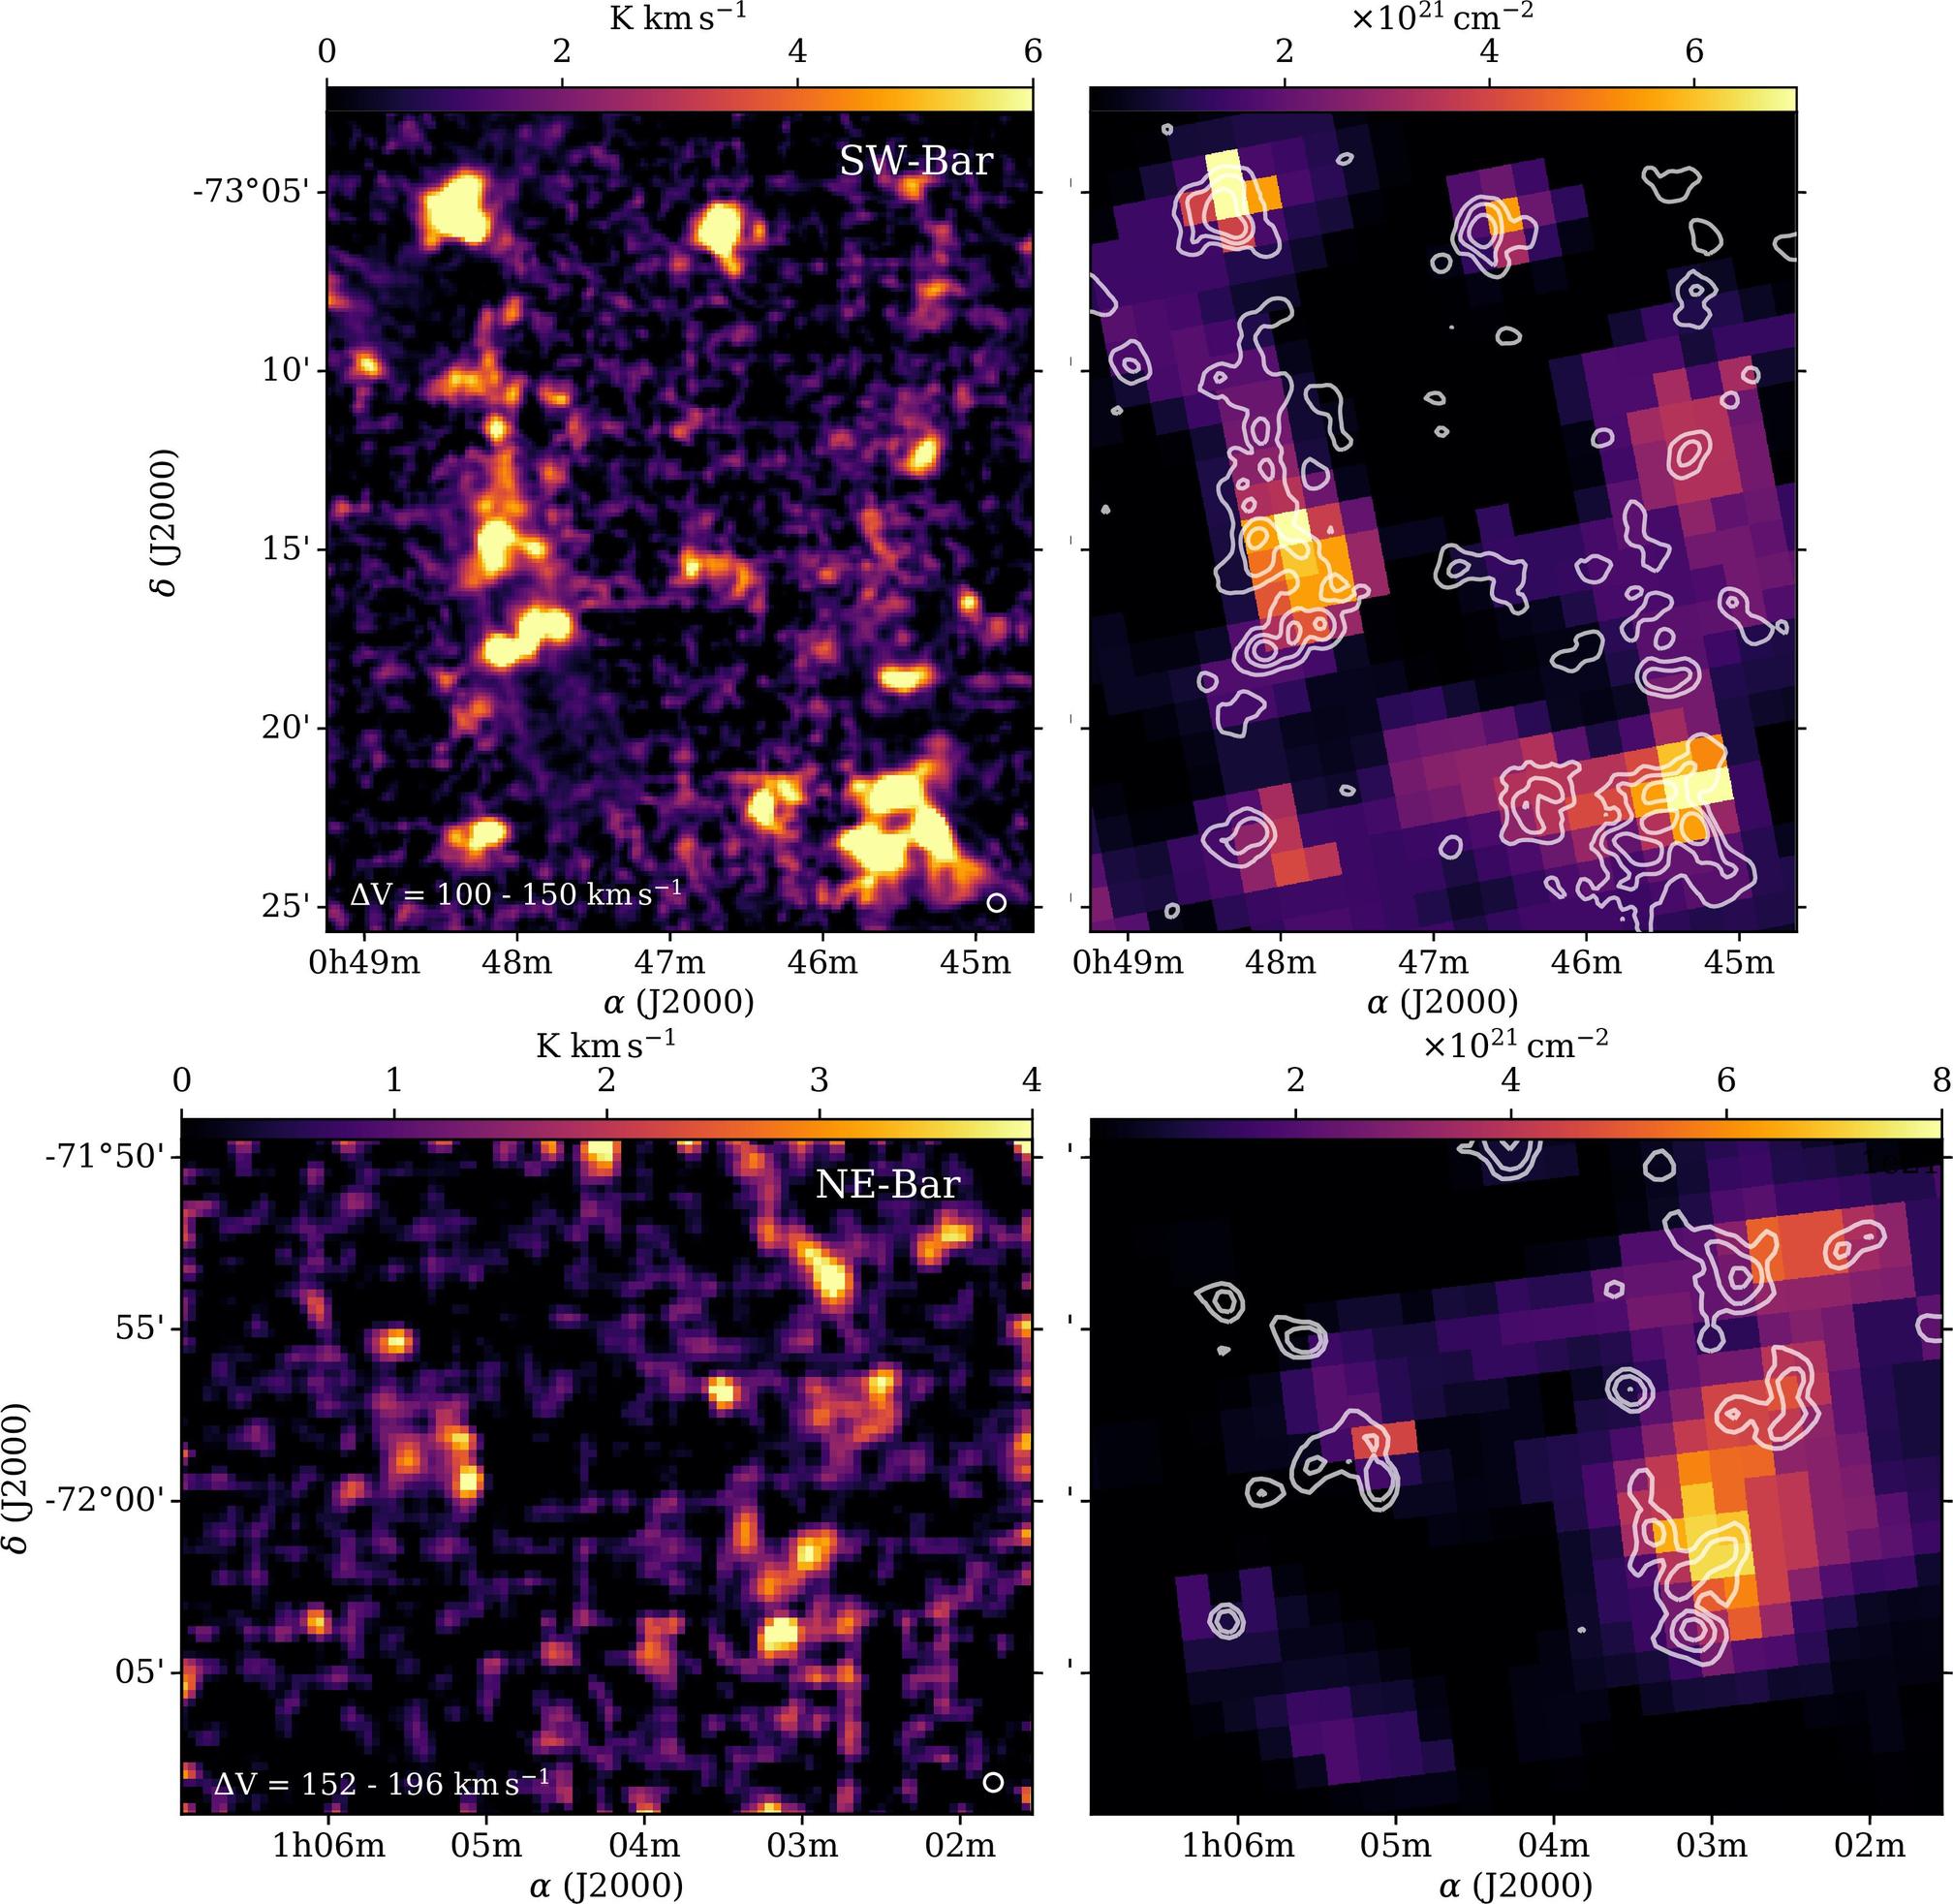 K km s⁻¹
0 2 4 6
×10²¹ cm⁻²
2 4 6
SW-Bar
-73°05'
10'
15'
20'
25'
δ (J2000)
ΔV = 100 - 150 km s⁻¹
0h49m 48m 47m 46m 45m
α (J2000)
0h49m 48m 47m 46m 45m
α (J2000)
K km s⁻¹
0 1 2 3 4
×10²¹ cm⁻²
2 4 6 8
NE-Bar
-71°50'
55'
-72°00'
05'
δ (J2000)
ΔV = 152 - 196 km s⁻¹
1h06m 05m 04m 03m 02m
α (J2000)
1h06m 05m 04m 03m 02m
α (J2000)